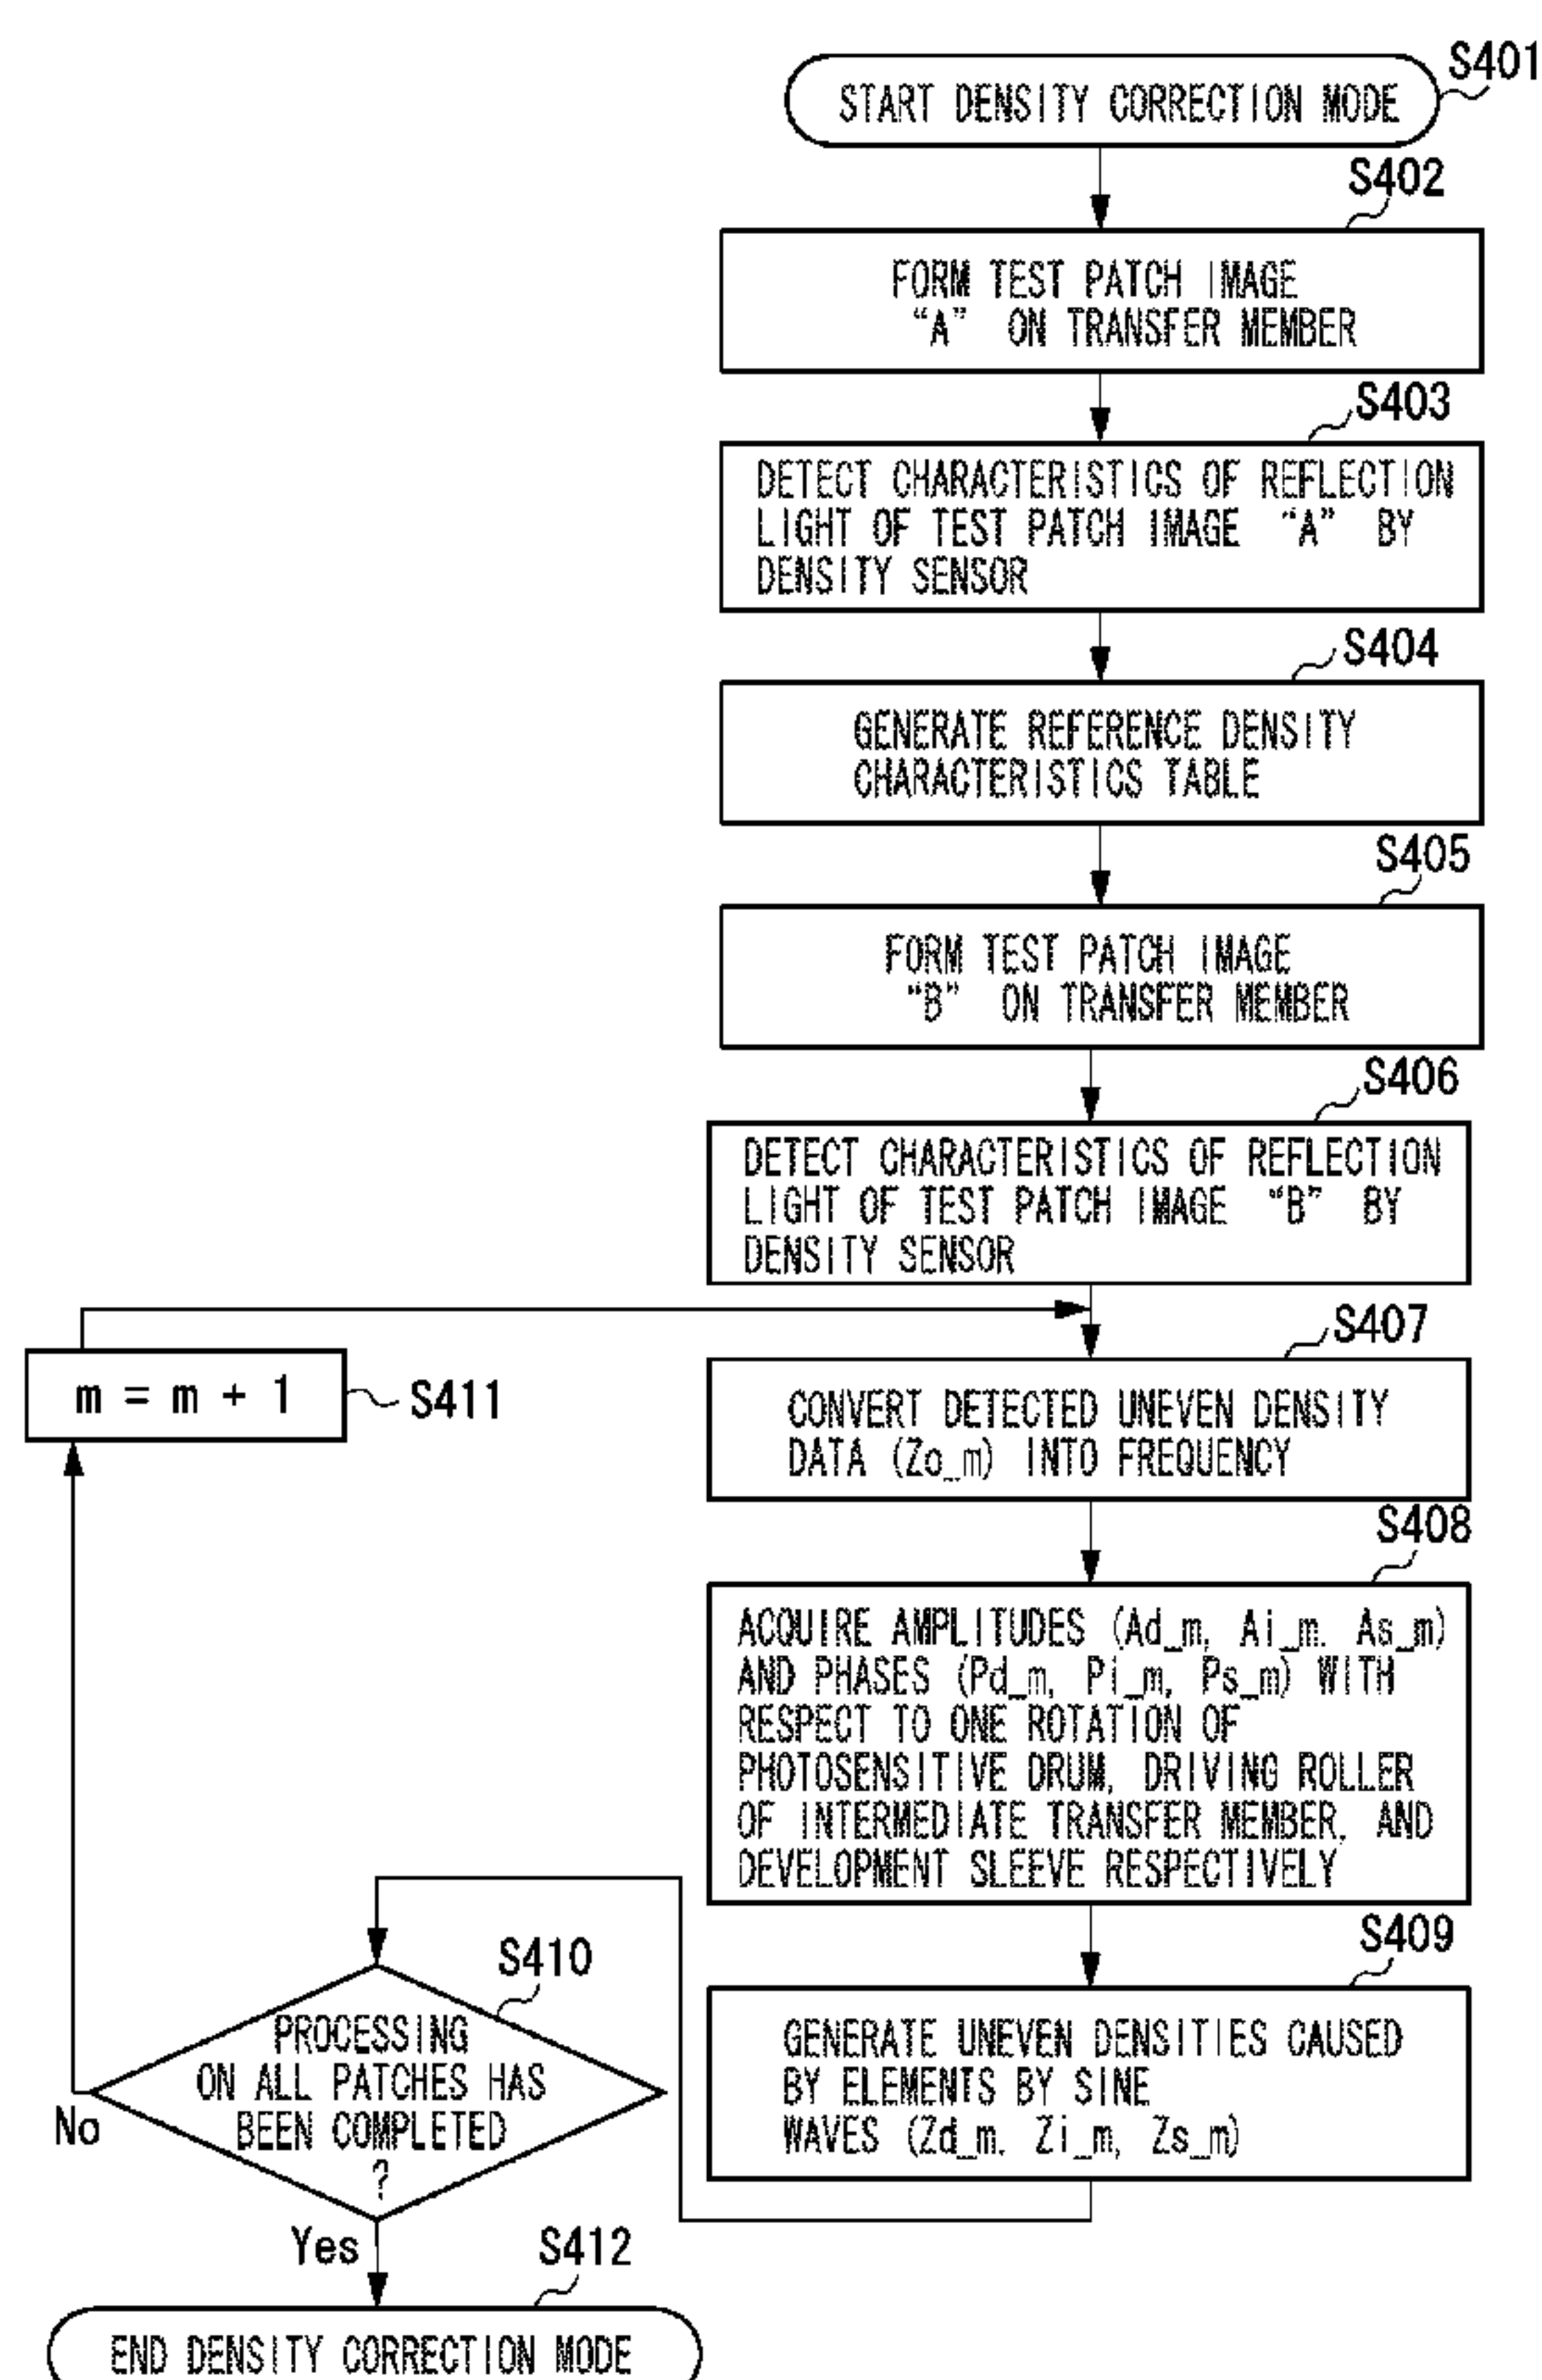 S401
START DENSITY CORRECTION MODE
S402
FORM TEST PATCH IMAGE
“A” ON TRANSFER MEMBER
S403
DETECT CHARACTERISTICS OF REFLECTION
LIGHT OF TEST PATCH IMAGE “A” BY
DENSITY SENSOR
S404
GENERATE REFERENCE DENSITY
CHARACTERISTICS TABLE
S405
FORM TEST PATCH IMAGE
“B” ON TRANSFER MEMBER
S406
DETECT CHARACTERISTICS OF REFLECTION
LIGHT OF TEST PATCH IMAGE “B” BY
DENSITY SENSOR
S407
CONVERT DETECTED UNEVEN DENSITY
DATA (Zo_m) INTO FREQUENCY
S408
ACQUIRE AMPLITUDES (Ad_m, Ai_m. As_m)
AND PHASES (Pd_m, Pi_m, Ps_m) WITH
RESPECT TO ONE ROTATION OF
PHOTOSENSITIVE DRUM, DRIVING ROLLER
OF INTERMEDIATE TRANSFER MEMBER, AND
DEVELOPMENT SLEEVE RESPECTIVELY
S409
GENERATE UNEVEN DENSITIES CAUSED
BY ELEMENTS BY SINE
WAVES (Zd_m. Zi_m, Zs_m)
S410
PROCESSING
ON ALL PATCHES HAS
BEEN COMPLETED
?
No
m = m + 1
S411
Yes
S412
END DENSITY CORRECTION MODE